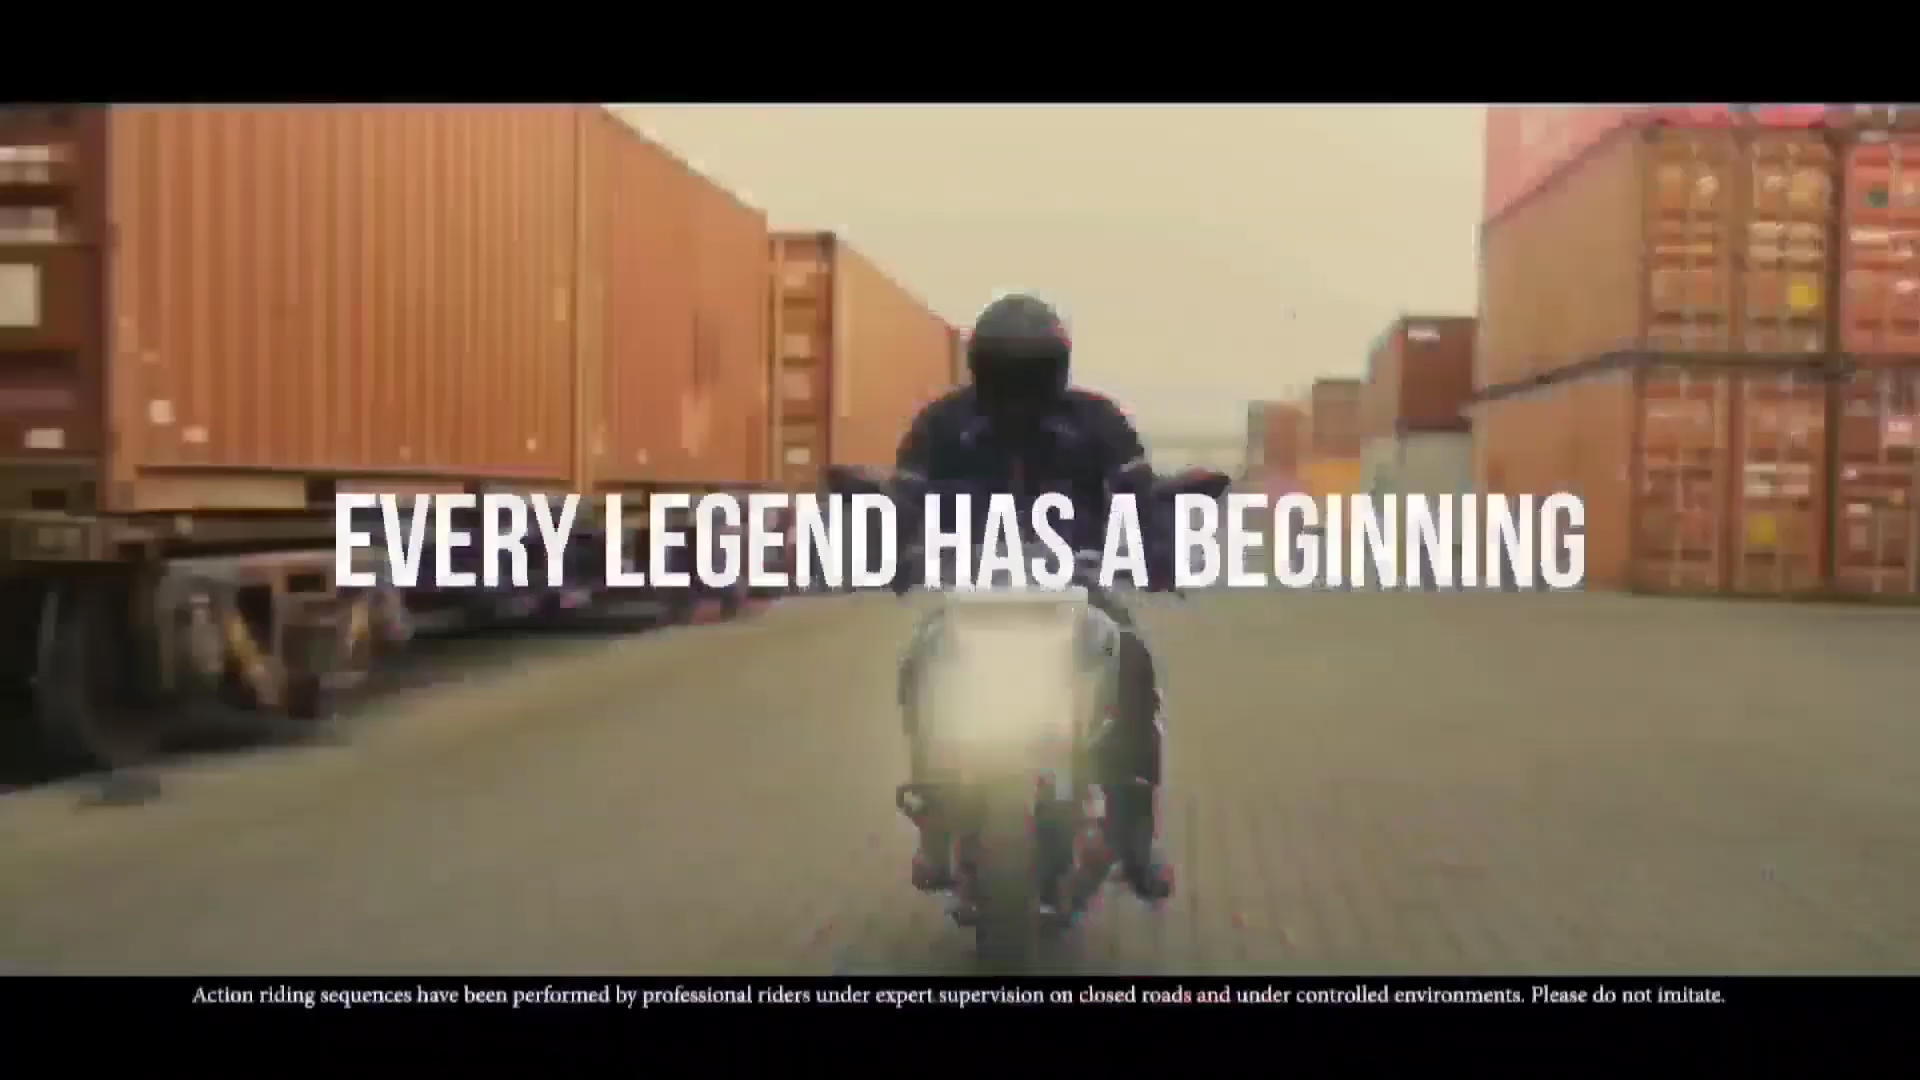 EVERY LEGEND HAS A BEGINNING
Action riding sequences have been performed by professional riders under expert supervision on closed roads and under controlled environments. Please do not imitate.